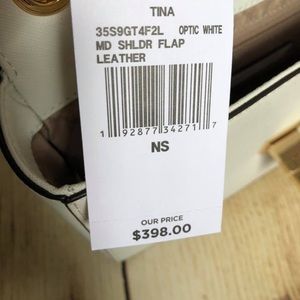 TINA
35S9GT4F2L OPTIC WHITE
MD SHLDR FLAP
LEATHER
1 92877 34271 7
NS
OUR PRICE
$398.00